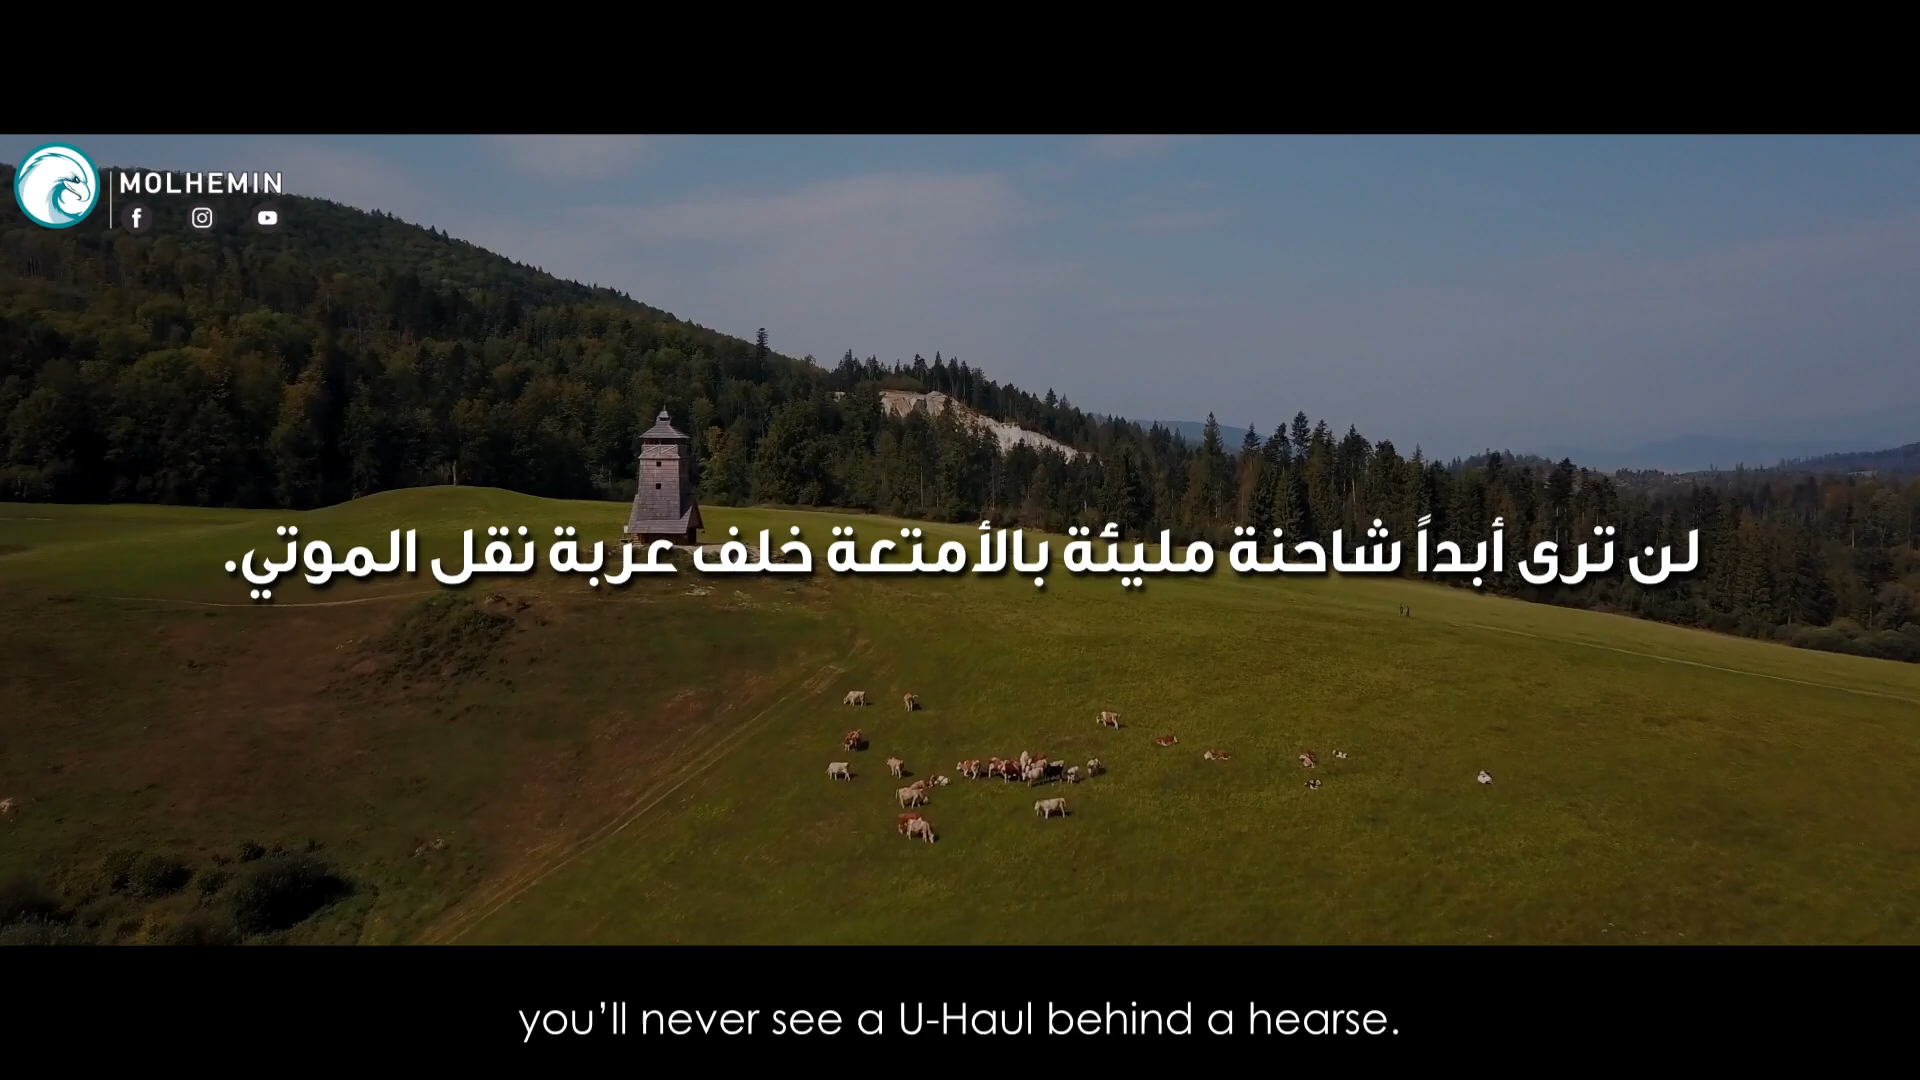 MOLHEMIN
لن ترى أبداً شاحنة مليئة بالأمتعة خلف عربة نقل الموتي.
you’ll never see a U-Haul behind a hearse.